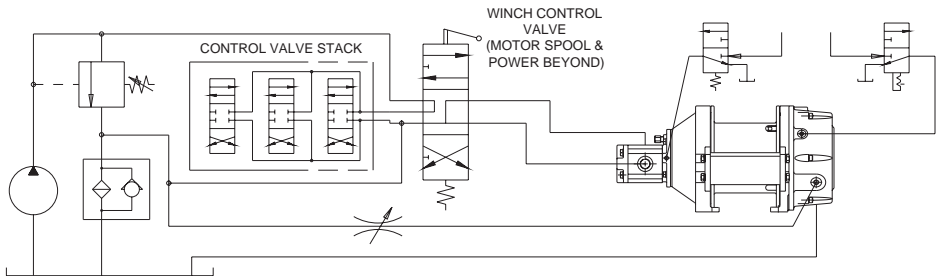 WINCH CONTROL
VALVE
(MOTOR SPOOL &
POWER BEYOND)
CONTROL VALVE STACK